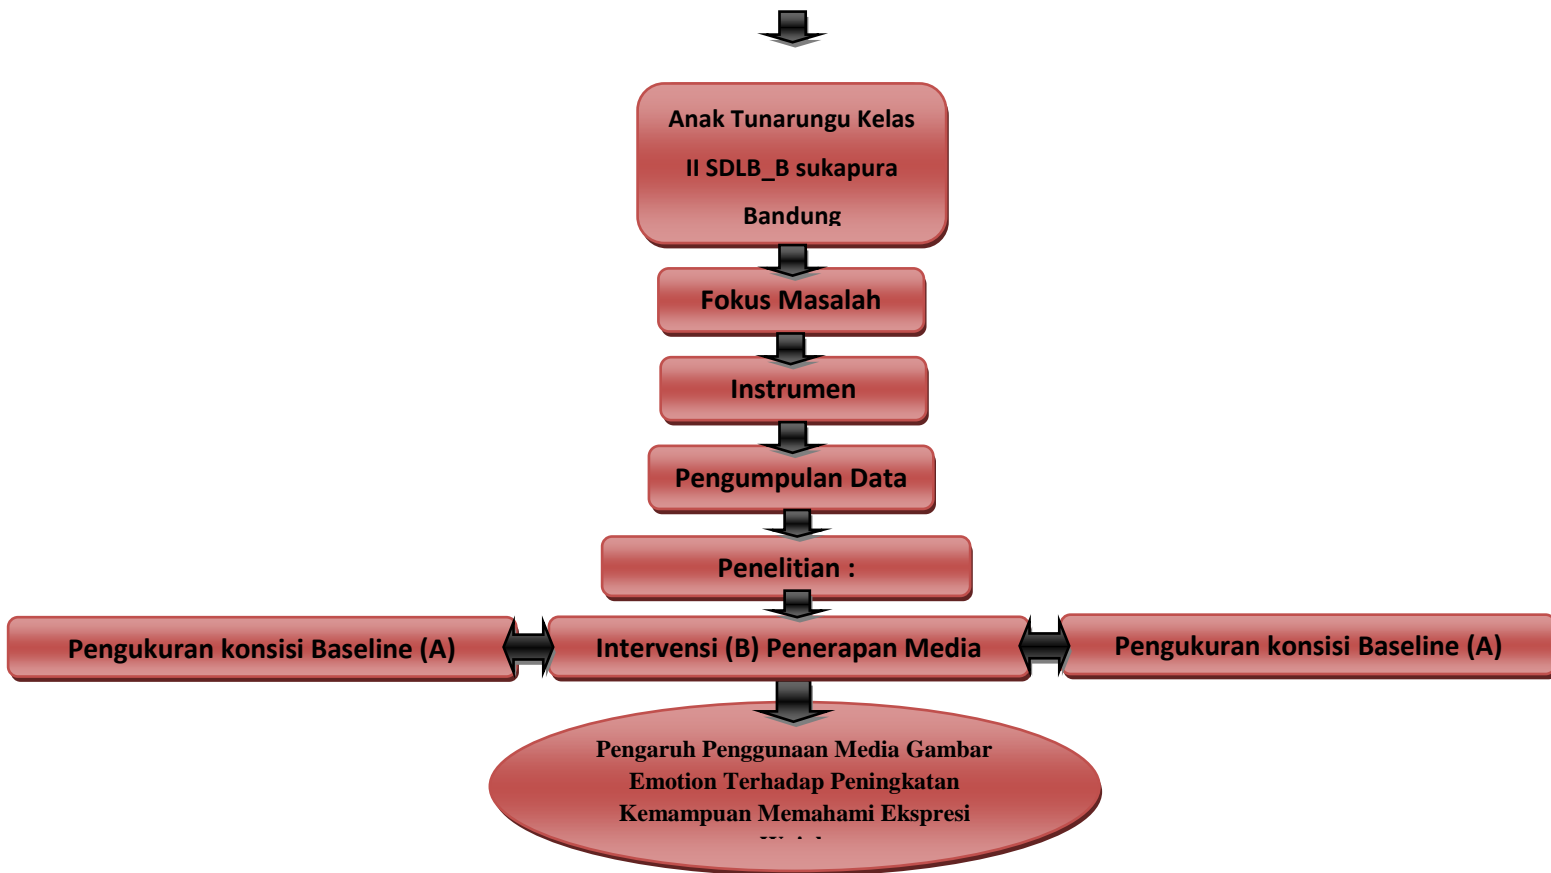 Anak Tunarungu Kelas
II SDLB_B sukapura
Bandung
Fokus Masalah
Instrumen
Pengumpulan Data
Penelitian :
Pengukuran konsisi Baseline (A)
Intervensi (B) Penerapan Media
Pengukuran konsisi Baseline (A)
Pengaruh Penggunaan Media Gambar
Emotion Terhadap Peningkatan
Kemampuan Memahami Ekspresi